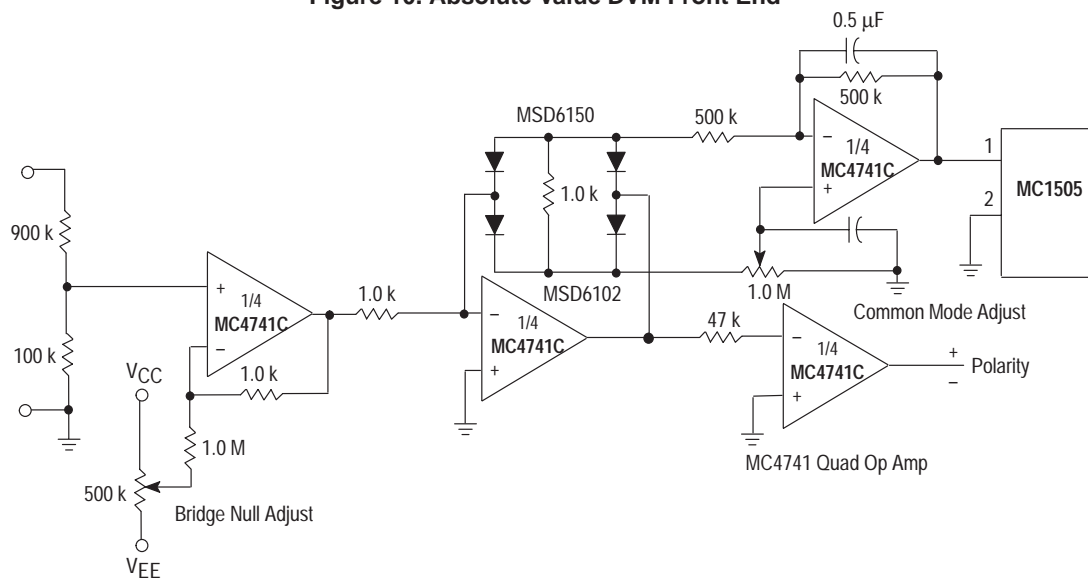 Figure 10. Absolute Value DVM Front End
0.5 μF
500 k
MSD6150
500 k
1/4
MC4741C
–
+
1
2
MC1505
1.0 k
900 k
MSD6102
1.0 M
Common Mode Adjust
+
1/4
MC4741C
–
1.0 k
–
1/4
MC4741C
+
47 k
–
1/4
MC4741C
+
+
–
Polarity
100 k
VCC
1.0 k
1.0 M
MC4741 Quad Op Amp
500 k
Bridge Null Adjust
VEE